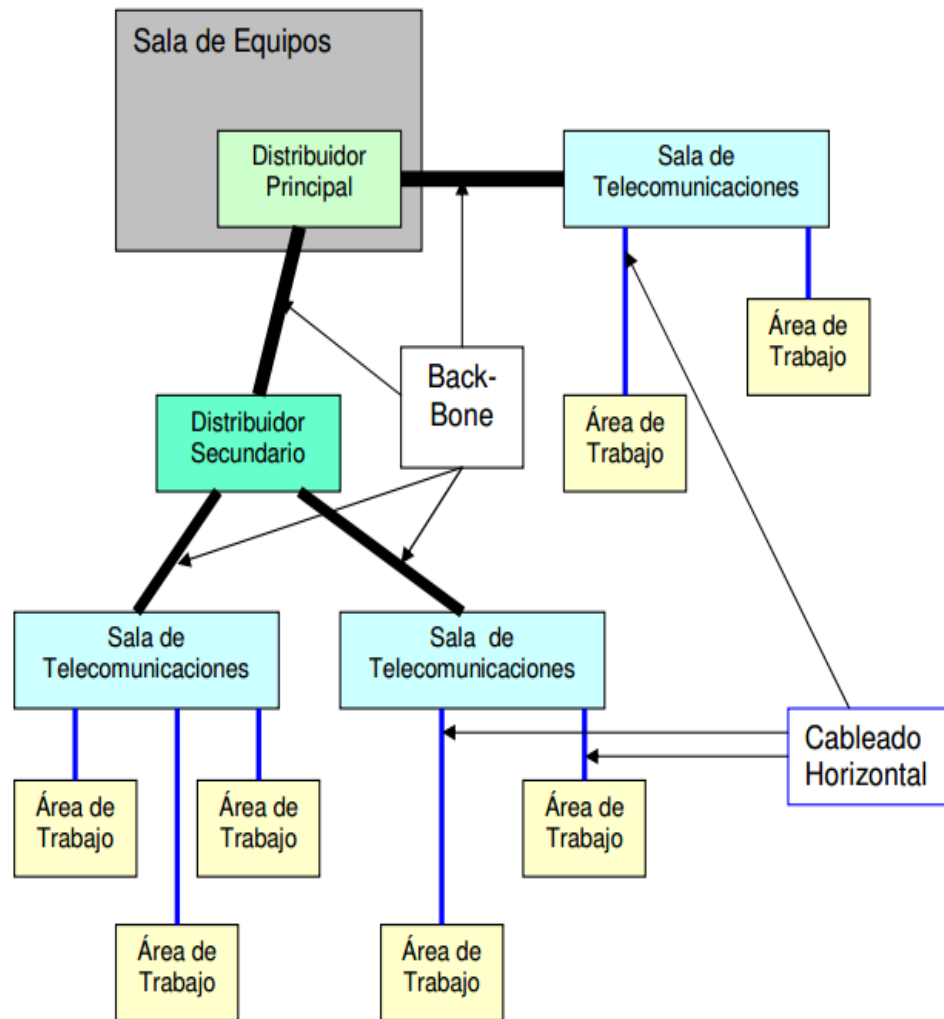 Sala de Equipos
Distribuidor
Principal
Sala de
Telecomunicaciones
Área de
Trabajo
Back-
Bone
Área de
Trabajo
Distribuidor
Secundario
Sala de
Telecomunicaciones
Sala de
Telecomunicaciones
Cableado
Horizontal
Área de
Trabajo
Área de
Trabajo
Área de
Trabajo
Área de
Trabajo
Área de
Trabajo